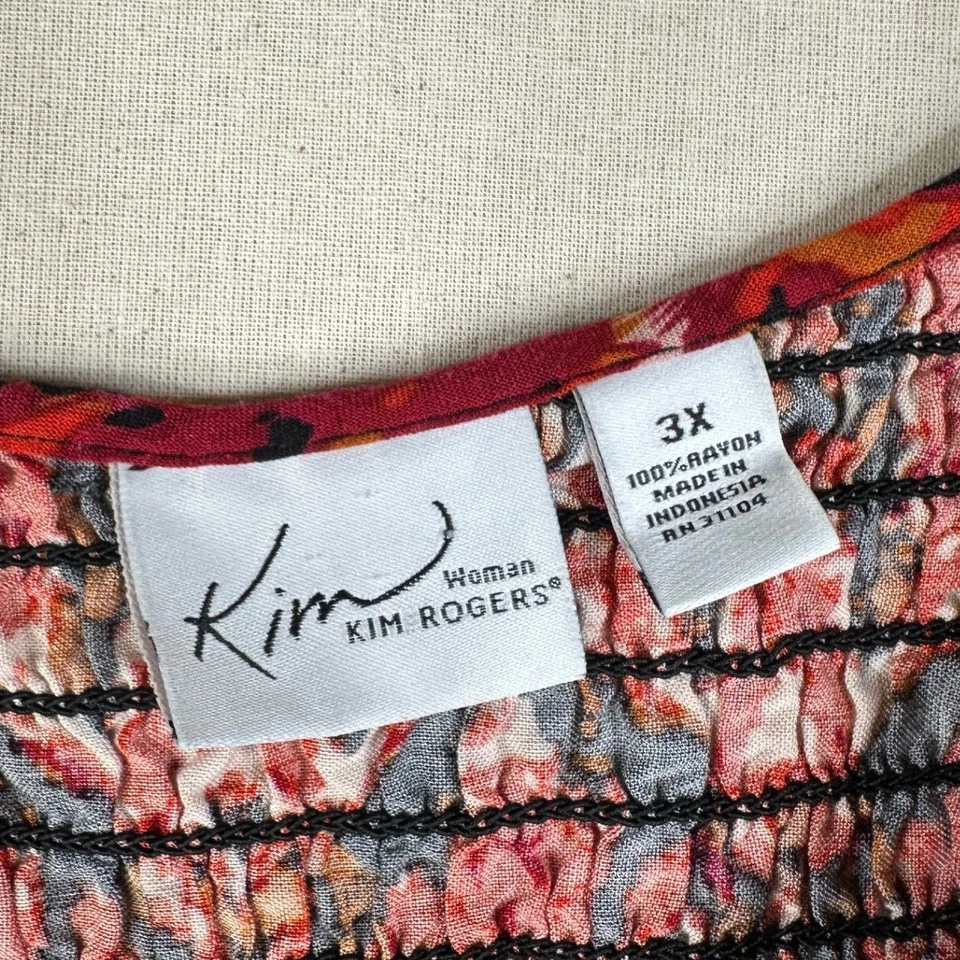 Kim Woman
KIM ROGERS®
3X
100% RAYON
MADE IN
INDONESIA
RN 31104